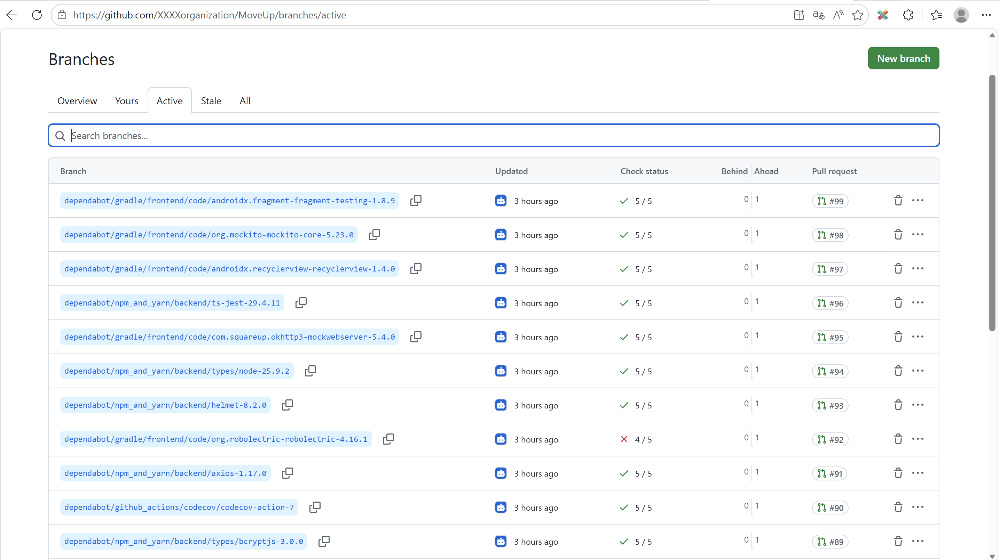 https://github.com/XXXXorganization/MoveUp/branches/active
Branches
New branch
Overview Yours Active Stale All
Search branches...
Branch Updated Check status Behind Ahead Pull request
dependabot/gradle/frontend/code/androidx.fragment-fragment-testing-1.8.9 3 hours ago 5 / 5 0 1 #99
dependabot/gradle/frontend/code/org.mockito-mockito-core-5.23.0 3 hours ago 5 / 5 0 1 #98
dependabot/gradle/frontend/code/androidx.recyclerview-recyclerview-1.4.0 3 hours ago 5 / 5 0 1 #97
dependabot/npm_and_yarn/backend/ts-jest-29.4.11 3 hours ago 5 / 5 0 1 #96
dependabot/gradle/frontend/code/com.squareup.okhttp3-mockwebserver-5.4.0 3 hours ago 5 / 5 0 1 #95
dependabot/npm_and_yarn/backend/types/node-25.9.2 3 hours ago 5 / 5 0 1 #94
dependabot/npm_and_yarn/backend/helmet-8.2.0 3 hours ago 5 / 5 0 1 #93
dependabot/gradle/frontend/code/org.robolectric-robolectric-4.16.1 3 hours ago 4 / 5 0 1 #92
dependabot/npm_and_yarn/backend/axios-1.17.0 3 hours ago 5 / 5 0 1 #91
dependabot/github_actions/codecov/codecov-action-7 3 hours ago 5 / 5 0 1 #90
dependabot/npm_and_yarn/backend/types/bcryptjs-3.0.0 3 hours ago 5 / 5 0 1 #89